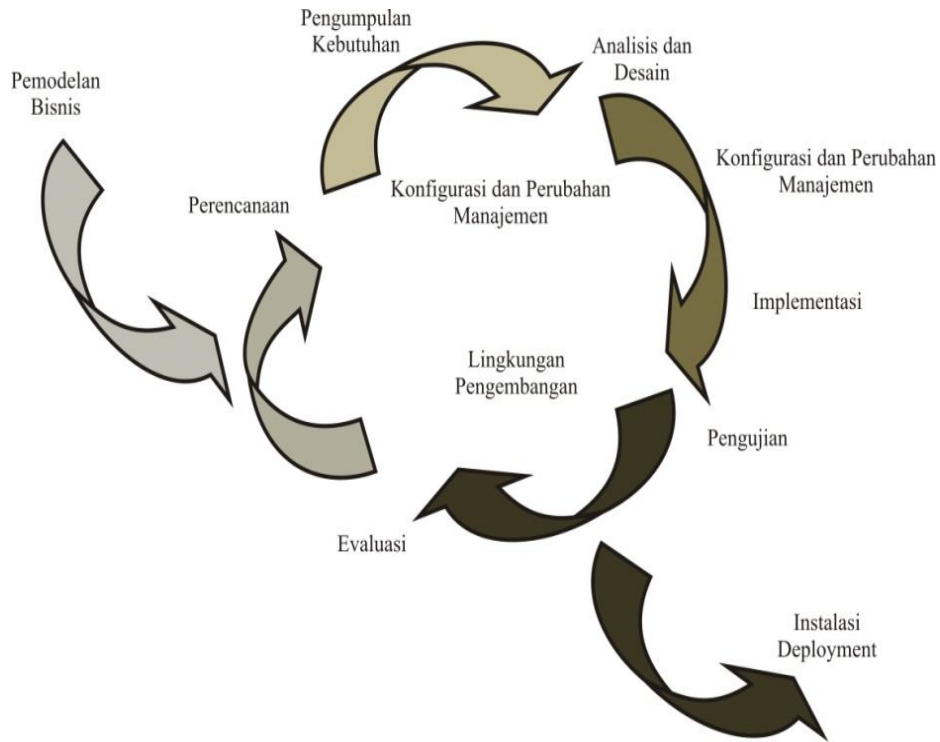 Pengumpulan
Kebutuhan
Analisis dan
Desain
Pemodelan
Bisnis
Konfigurasi dan Perubahan
Manajemen
Perencanaan
Konfigurasi dan Perubahan
Manajemen
Implementasi
Lingkungan
Pengembangan
Pengujian
Evaluasi
Instalasi
Deployment